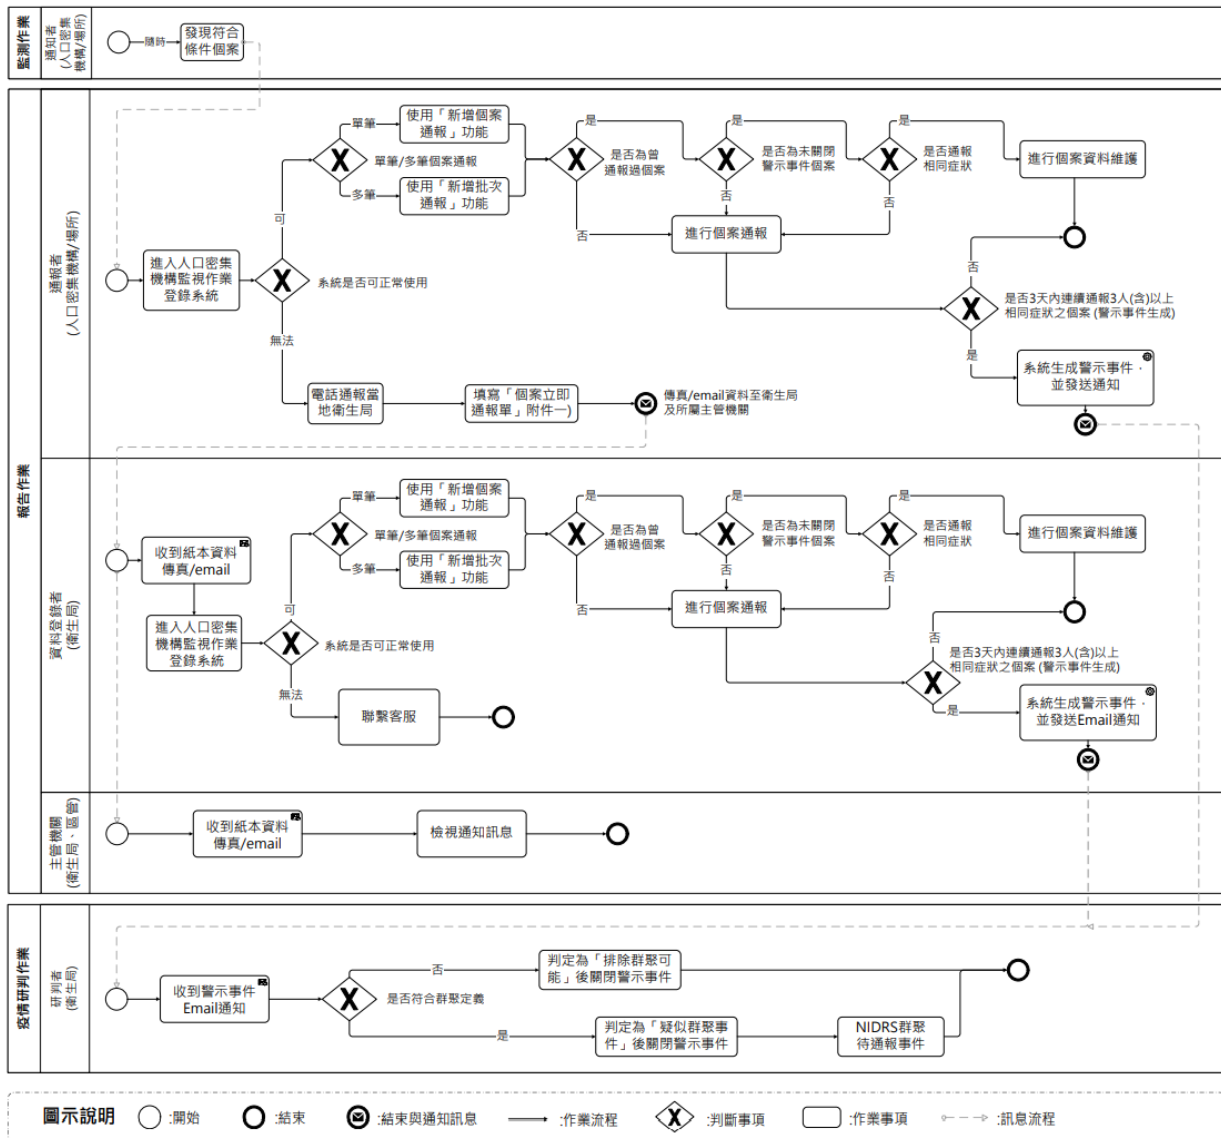 監測作業
通知者
(人口密集
機構/場所)
隨時
發現符合
條件個案
報告作業
通報者
(人口密集機構/場所)
進入人口密集
機構監視作業
登錄系統
可
系統是否可正常使用
無法
單筆
單筆/多筆個案通報
多筆
使用「新增個案
通報」功能
使用「新增批次
通報」功能
是
是否為曾
通報過個案
否
是
是否為未關閉
警示事件個案
否
是
是否通報
相同症狀
否
進行個案資料維護
進行個案通報
否
是否3天內連續通報3人(含)以上
相同症狀之個案 (警示事件生成)
是
系統生成警示事件，
並發送通知
電話通報當
地衛生局
填寫「個案立即
通報單」附件一)
傳真/email資料至衛生局
及所屬主管機關
資料登錄者
(衛生局)
收到紙本資料
傳真/email
進入人口密集
機構監視作業
登錄系統
可
系統是否可正常使用
無法
單筆
單筆/多筆個案通報
多筆
使用「新增個案
通報」功能
使用「新增批次
通報」功能
是
是否為曾
通報過個案
否
是
是否為未關閉
警示事件個案
否
是
是否通報
相同症狀
否
進行個案資料維護
進行個案通報
否
是否3天內連續通報3人(含)以上
相同症狀之個案 (警示事件生成)
是
系統生成警示事件，
並發送Email通知
聯繫客服
主管機關
(衛生局、區管)
收到紙本資料
傳真/email
檢視通知訊息
疫情研判作業
研判者
(衛生局)
收到警示事件
Email通知
否
是否符合群聚定義
是
判定為「排除群聚可
能」後關閉警示事件
判定為「疑似群聚事
件」後關閉警示事件
NIDRS群聚
待通報事件
圖示說明
:開始
:結束
:結束與通知訊息
:作業流程
:判斷事項
:作業事項
:訊息流程